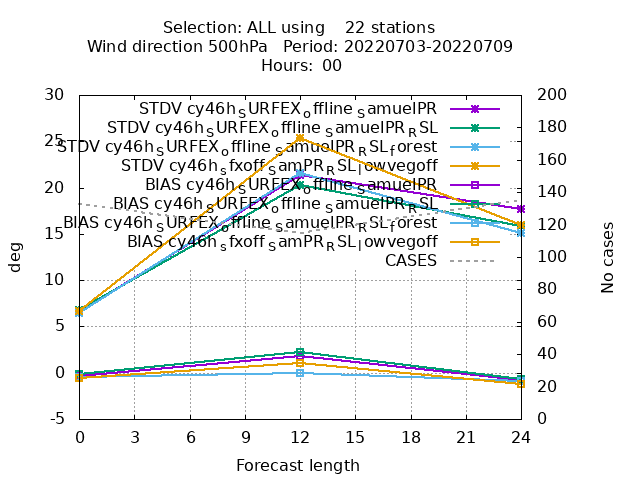 Selection: ALL using 22 stations
Wind direction 500hPa Period: 20220703-20220709
Hours: 00
30
25
20
15
10
5
0
-5
200
180
160
140
120
100
80
60
40
20
0
STDV cy46h_SURFEX_offline_SamuelPR
STDV cy46h_SURFEX_offline_SamuelPR_RSL
STDV cy46h_SURFEX_offline_SamuelPR_RSL_forest
STDV cy46h_sfxoff_SamPR_RSL_lowvegoff
BIAS cy46h_SURFEX_offline_SamuelPR
BIAS cy46h_SURFEX_offline_SamuelPR_RSL
BIAS cy46h_SURFEX_offline_SamuelPR_RSL_forest
BIAS cy46h_sfxoff_SamPR_RSL_lowvegoff
CASES
deg
No cases
0 3 6 9 12 15 18 21 24
Forecast length